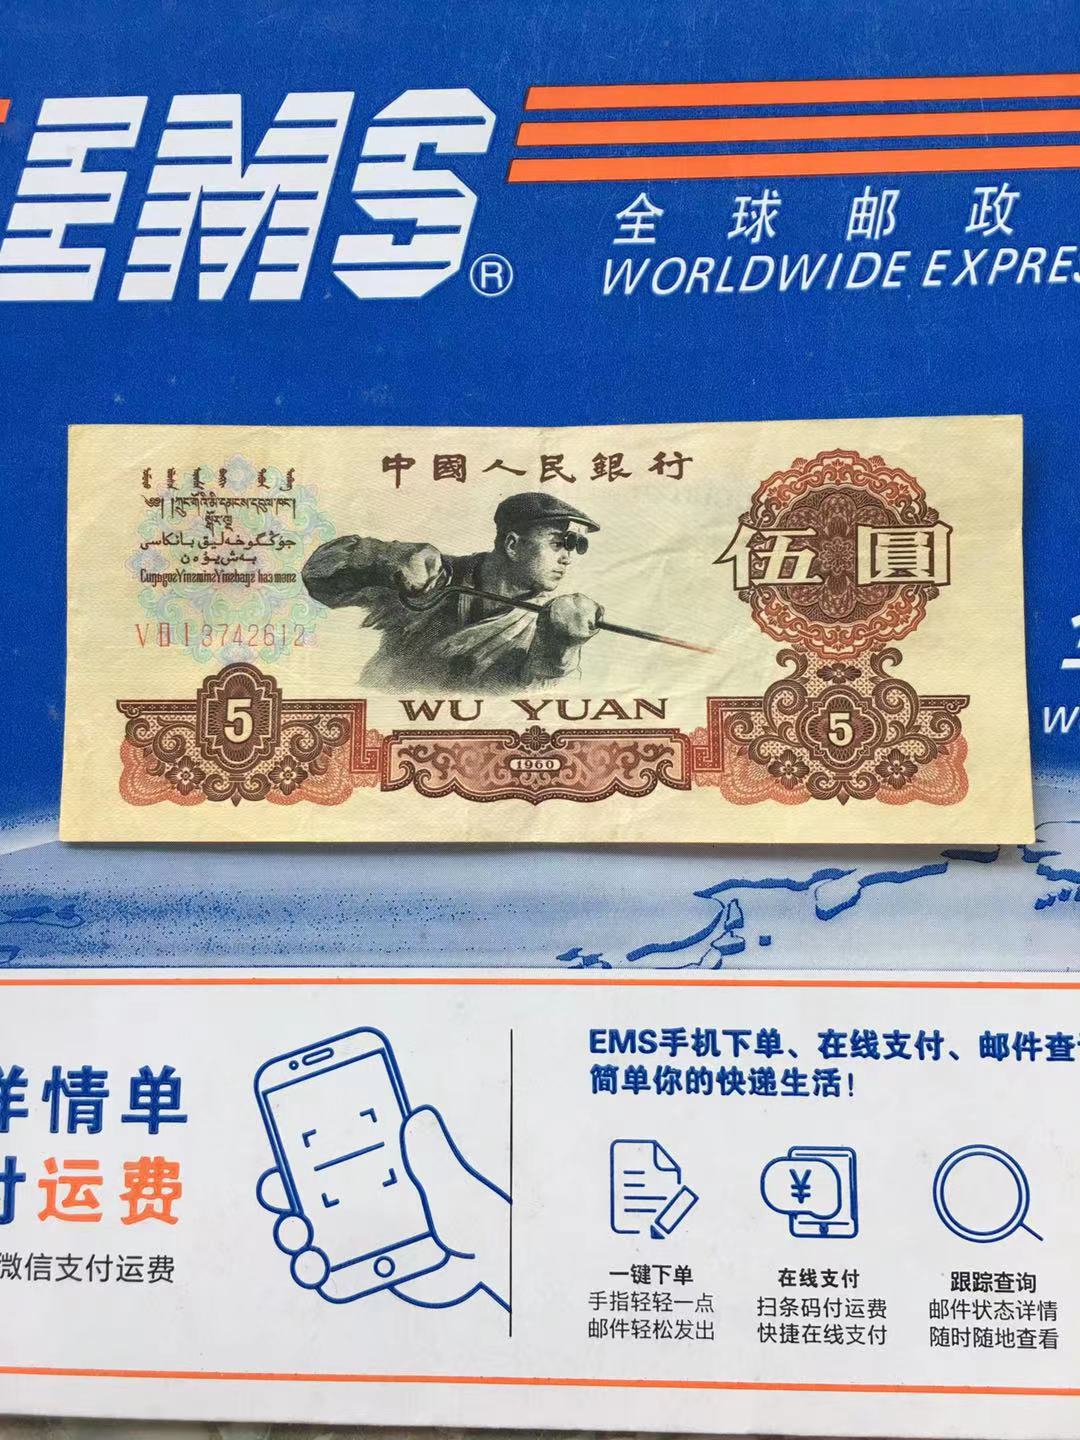 EMS®
全球邮政
WORLDWIDE EXPRES
中國人民銀行
伍圓
V II I 3742612
5
WU YUAN
1960
5
详情单
付运费
微信支付运费
EMS手机下单、在线支付、邮件查
简单你的快递生活!
一键下单
手指轻轻一点
邮件轻松发出
¥
在线支付
扫条码付运费
快捷在线支付
跟踪查询
邮件状态详情
随时随地查看